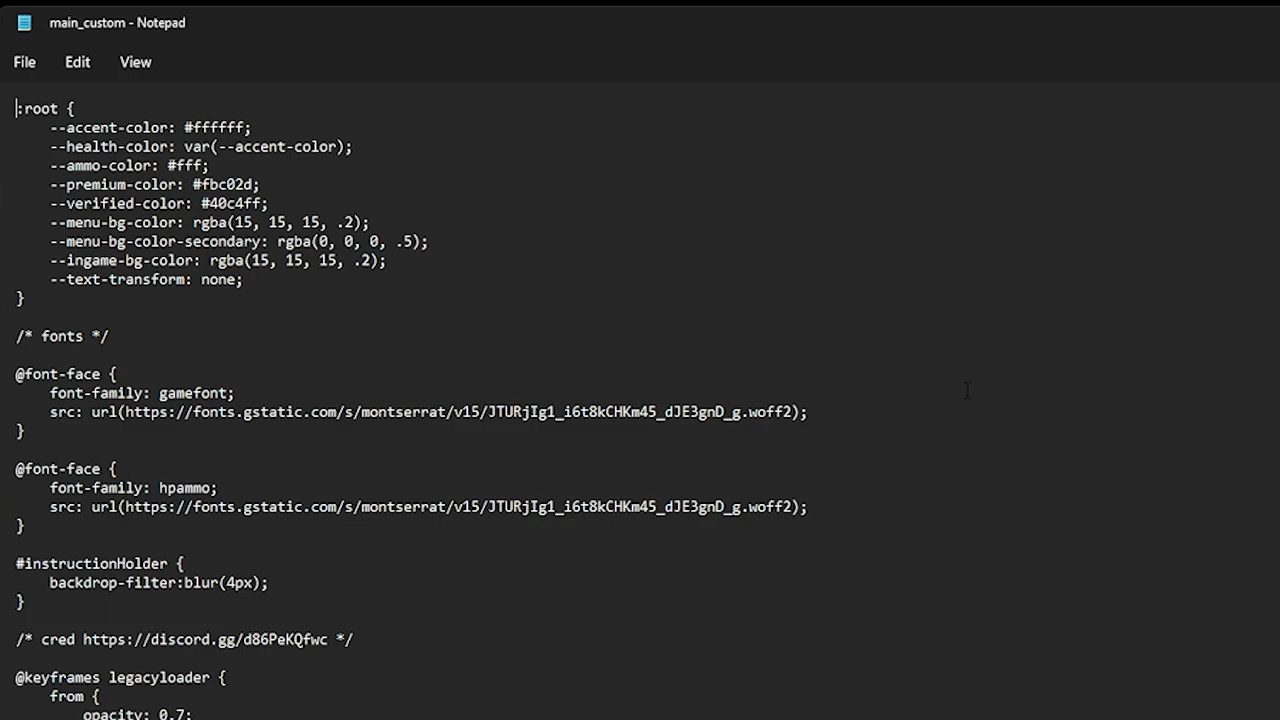 main_custom - Notepad
File Edit View
:root {
    --accent-color: #ffffff;
    --health-color: var(--accent-color);
    --ammo-color: #fff;
    --premium-color: #fbc02d;
    --verified-color: #40c4ff;
    --menu-bg-color: rgba(15, 15, 15, .2);
    --menu-bg-color-secondary: rgba(0, 0, 0, .5);
    --ingame-bg-color: rgba(15, 15, 15, .2);
    --text-transform: none;
}
/* fonts */
@font-face {
    font-family: gamefont;
    src: url(https://fonts.gstatic.com/s/montserrat/v15/JTURjIg1_i6t8kCHKm45_dJE3gnD_g.woff2);
}
@font-face {
    font-family: hpammo;
    src: url(https://fonts.gstatic.com/s/montserrat/v15/JTURjIg1_i6t8kCHKm45_dJE3gnD_g.woff2);
}
#instructionHolder {
    backdrop-filter:blur(4px);
}
/* cred https://discord.gg/d86PeKQfwc */
@keyframes legacyloader {
    from {
        opacity: 0.7;